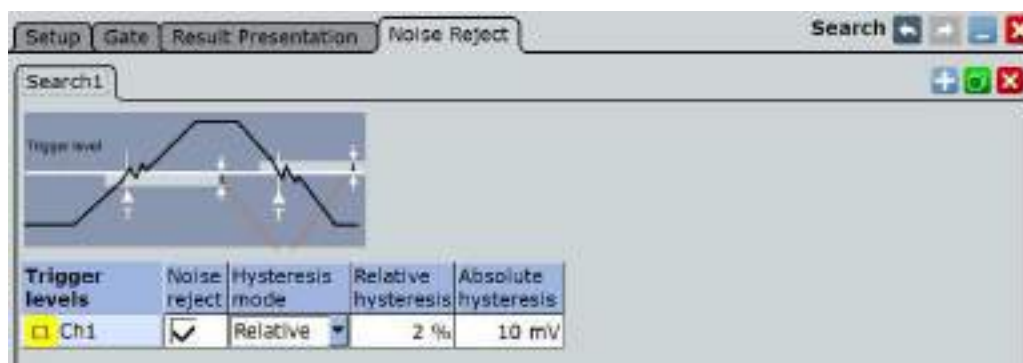 Setup Gate Result Presentation Noise Reject Search
Search1
Trigger level
T T
Trigger levels Noise reject Hysteresis mode Relative hysteresis Absolute hysteresis
Ch1 Relative 2 % 10 mV